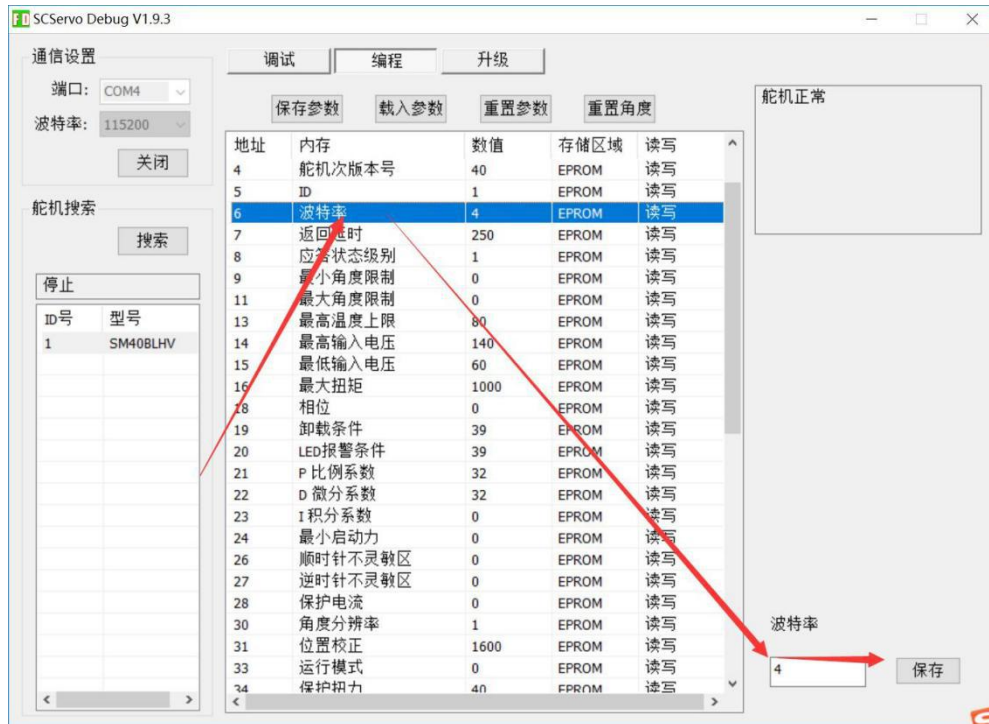 SCServo Debug V1.9.3
通信设置
端口: COM4
波特率: 115200
关闭
舵机搜索
搜索
停止
ID号 型号
1 SM40BLHV
调试 编程 升级
保存参数 载入参数 重置参数 重置角度
地址 内存 数值 存储区域 读写
4 舵机次版本号 40 EPROM 读写
5 ID 1 EPROM 读写
6 波特率 4 EPROM 读写
7 返回延时 250 EPROM 读写
8 应答状态级别 1 EPROM 读写
9 最小角度限制 0 EPROM 读写
11 最大角度限制 0 EPROM 读写
13 最高温度上限 80 EPROM 读写
14 最高输入电压 140 EPROM 读写
15 最低输入电压 60 EPROM 读写
16 最大扭矩 1000 EPROM 读写
18 相位 0 EPROM 读写
19 卸载条件 39 EPROM 读写
20 LED报警条件 39 EPROM 读写
21 P 比例系数 32 EPROM 读写
22 D 微分系数 32 EPROM 读写
23 I 积分系数 0 EPROM 读写
24 最小启动力 0 EPROM 读写
26 顺时针不灵敏区 0 EPROM 读写
27 逆时针不灵敏区 0 EPROM 读写
28 保护电流 0 EPROM 读写
30 角度分辨率 1 EPROM 读写
31 位置校正 1600 EPROM 读写
33 运行模式 0 EPROM 读写
34 保护扭力 40 EPROM 读写
舵机正常
波特率
4 保存